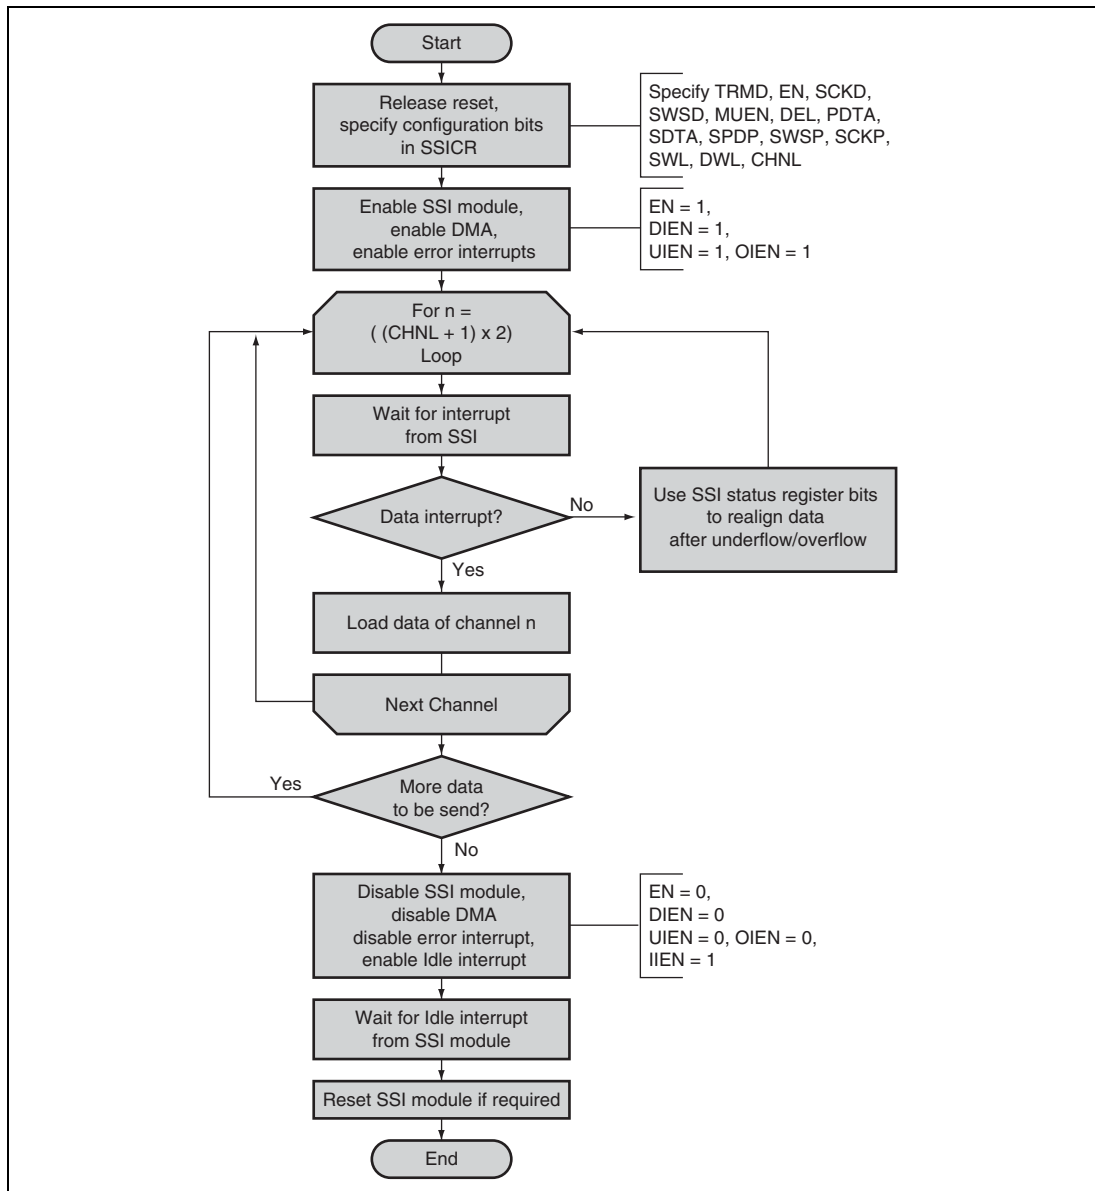 Start
Release reset,
specify configuration bits
in SSICR
Specify TRMD, EN, SCKD,
SWSD, MUEN, DEL, PDTA,
SDTA, SPDP, SWSP, SCKP,
SWL, DWL, CHNL
Enable SSI module,
enable DMA,
enable error interrupts
EN = 1,
DIEN = 1,
UIEN = 1, OIEN = 1
For n =
( (CHNL + 1) x 2)
Loop
Wait for interrupt
from SSI
Data interrupt?
No
Use SSI status register bits
to realign data
after underflow/overflow
Yes
Load data of channel n
Next Channel
Yes
More data
to be send?
No
Disable SSI module,
disable DMA
disable error interrupt,
enable Idle interrupt
EN = 0,
DIEN = 0
UIEN = 0, OIEN = 0,
IIEN = 1
Wait for Idle interrupt
from SSI module
Reset SSI module if required
End